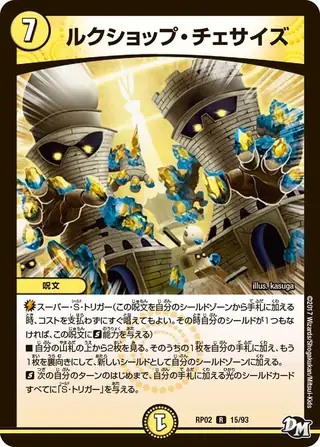 7
ルクショップ・チェサイズ
illus. kasuga
©2017 Wizards/Shogakukan/Mitsui-Kids
呪文
スーパー・S・トリガー(この呪文を自分のシールドゾーンから手札に加える
時、コストを支払わずにすぐ唱えてもよい。その時自分のシールドが1つもな
ければ、この呪文に 能力を与える)
■ 自分の山札の上から2枚を見る。そのうちの1枚を自分の手札に加え、もう
1枚を裏向きにして、新しいシールドとして自分のシールドゾーンに加える。
次の自分のターンのはじめまで、自分の手札に加える光のシールドカード
すべてに「S・トリガー」を与える。
1
RP02 R 15/93
DM